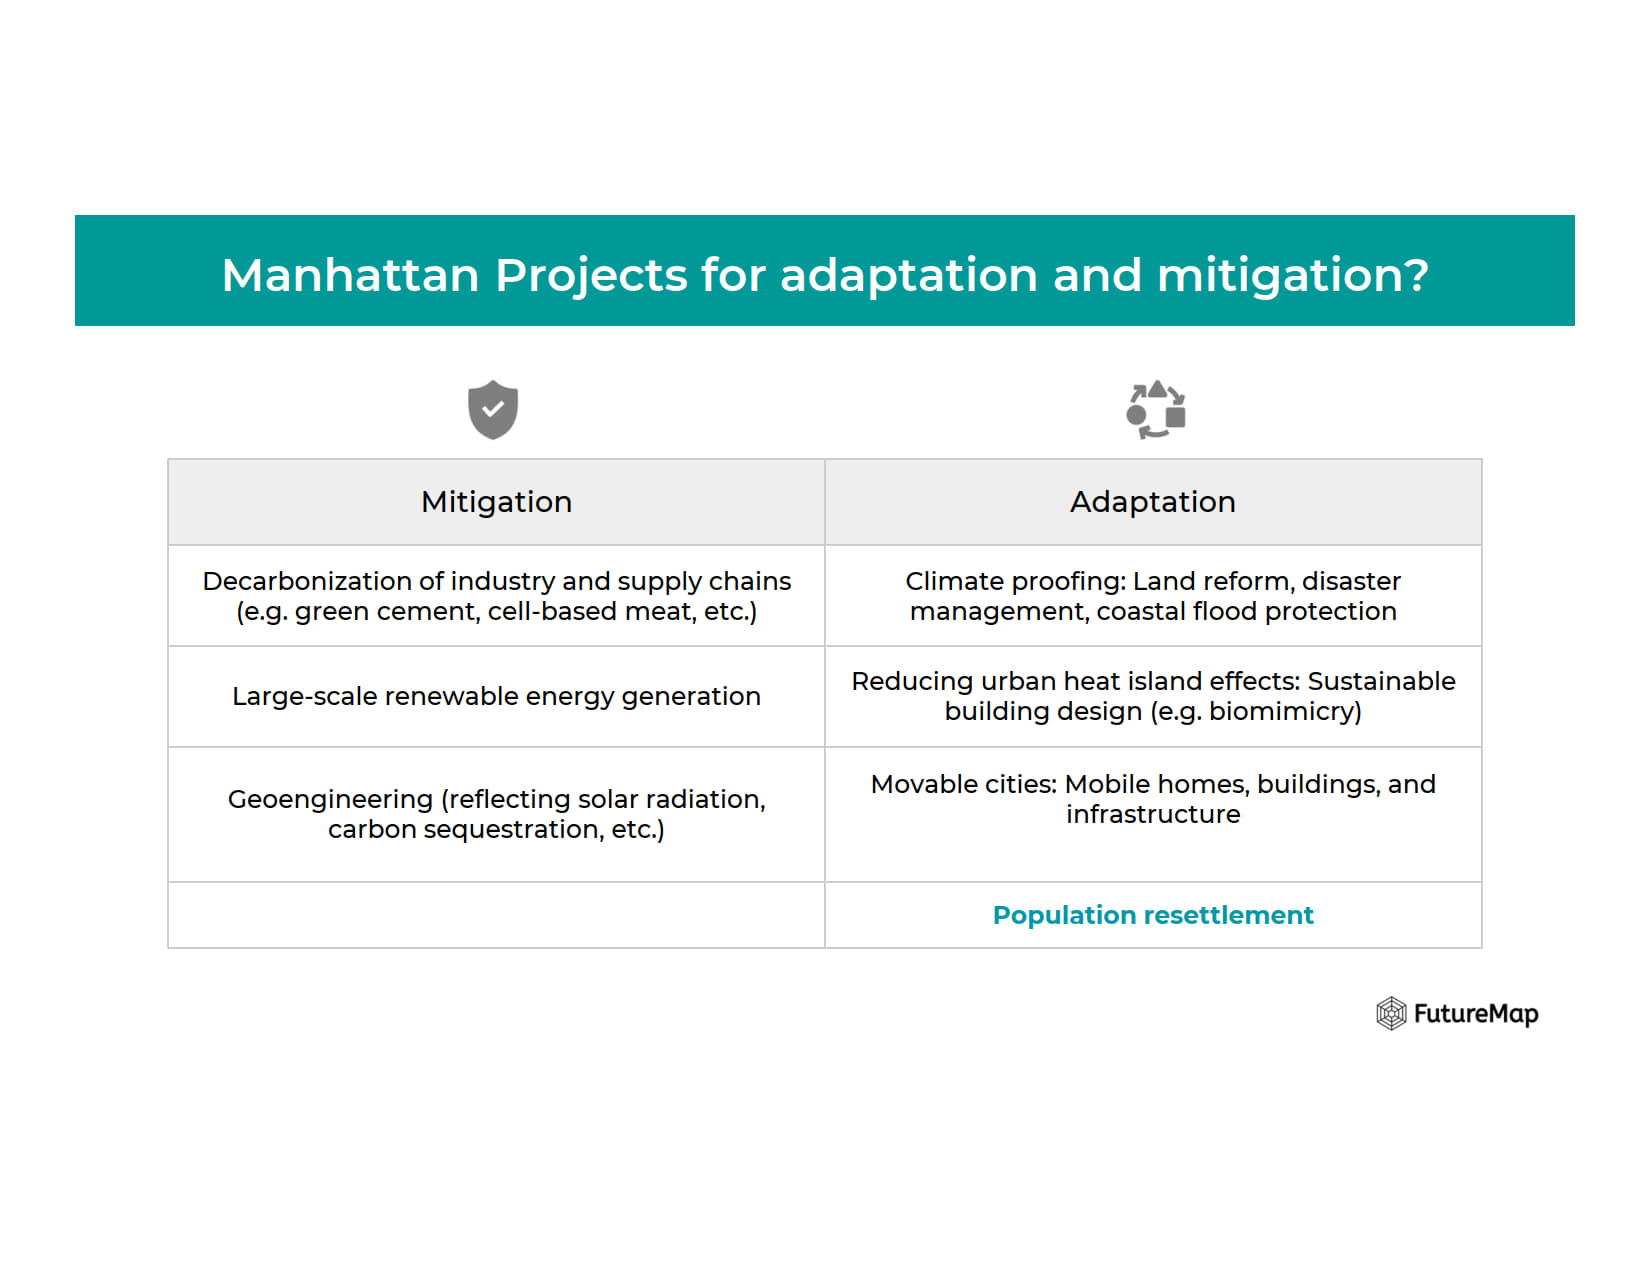 Manhattan Projects for adaptation and mitigation?
Mitigation
Adaptation
Decarbonization of industry and supply chains
(e.g. green cement, cell-based meat, etc.)
Climate proofing: Land reform, disaster
management, coastal flood protection
Large-scale renewable energy generation
Reducing urban heat island effects: Sustainable
building design (e.g. biomimicry)
Geoengineering (reflecting solar radiation,
carbon sequestration, etc.)
Movable cities: Mobile homes, buildings, and
infrastructure
Population resettlement
FutureMap